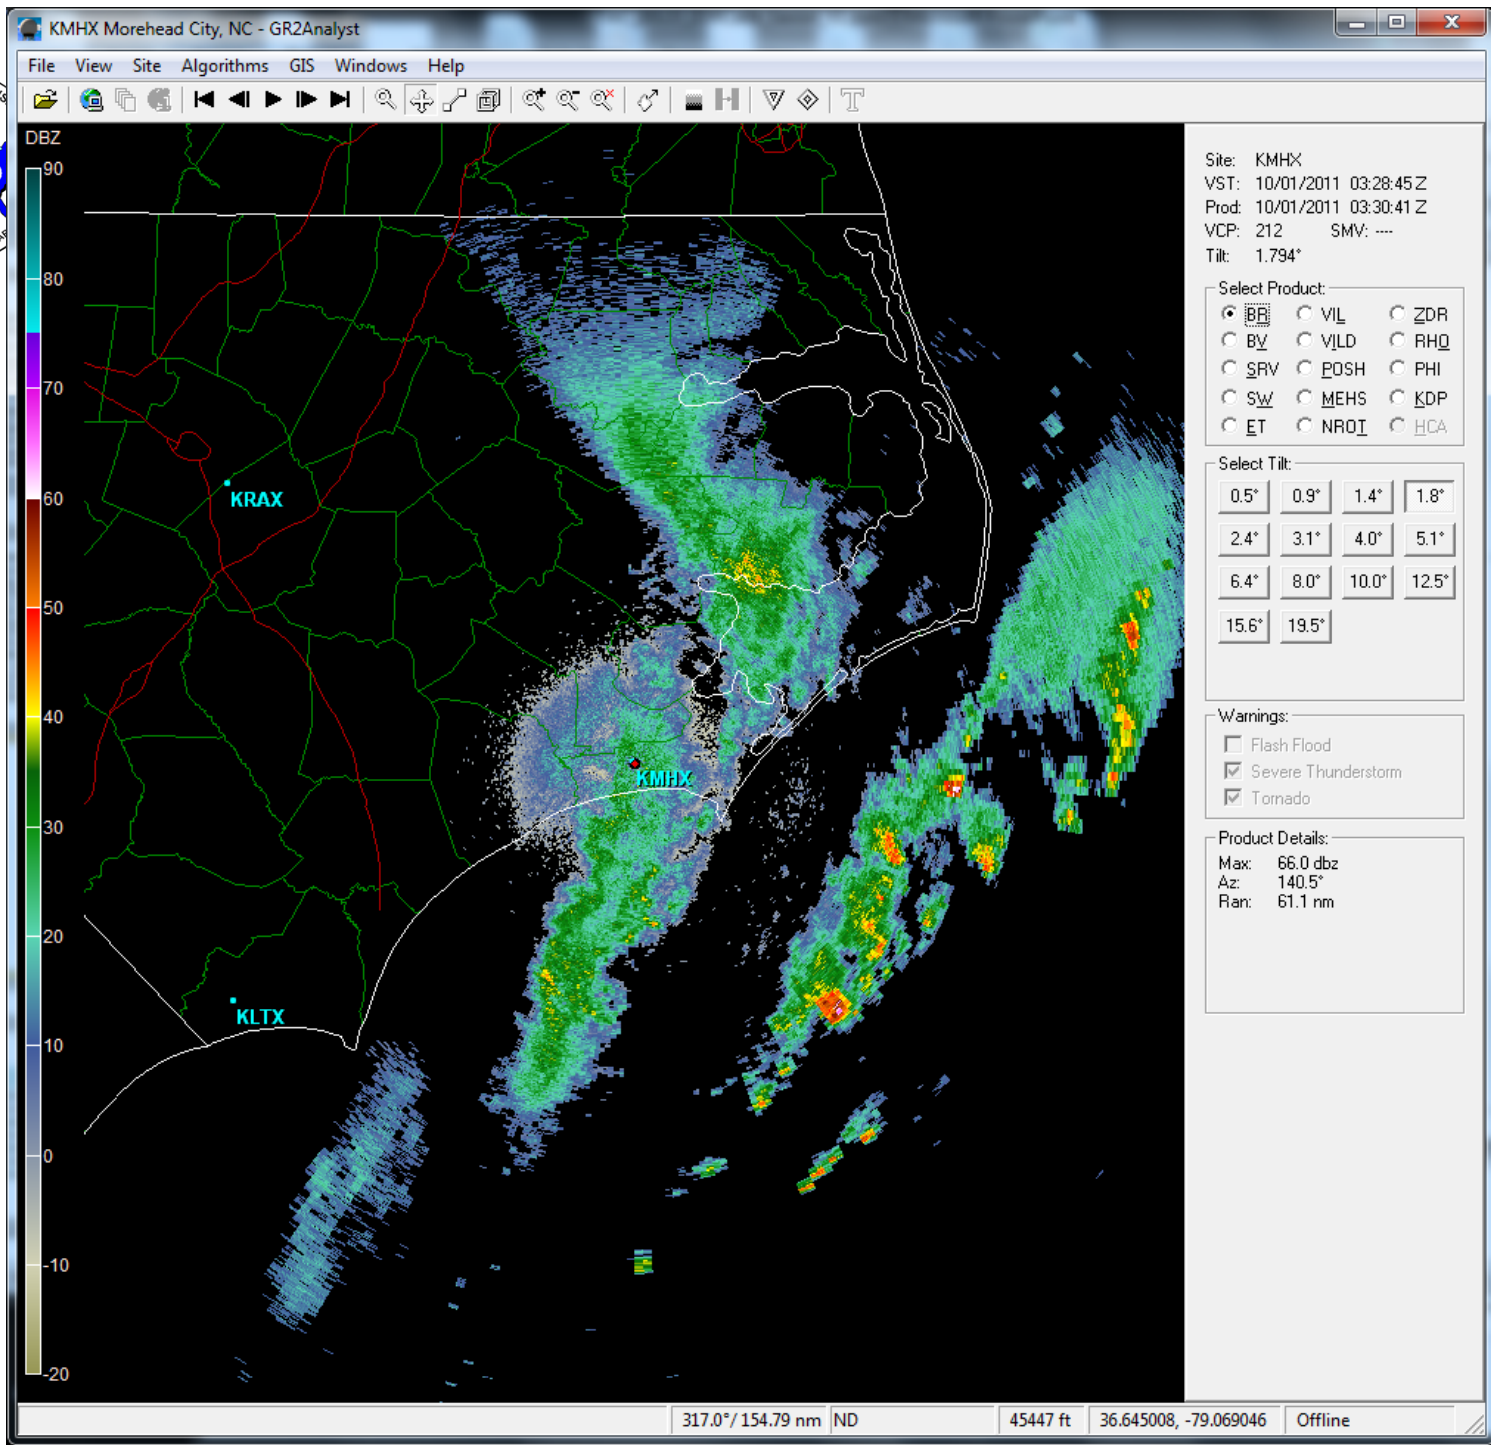 KMHX Morehead City, NC - GR2Analyst
File View Site Algorithms GIS Windows Help
DBZ
90
80
70
60
50
40
30
20
10
0
-10
-20
KRAX
KMHX
KLTX
Site: KMHX
VST: 10/01/2011 03:28:45 Z
Prod: 10/01/2011 03:30:41 Z
VCP: 212 SMV: ----
Tilt: 1.794°
Select Product:
BR VIL ZDR
BV VILD RHO
SRV POSH PHI
SW MEHS KDP
ET NROT HCA
Select Tilt:
0.5° 0.9° 1.4° 1.8°
2.4° 3.1° 4.0° 5.1°
6.4° 8.0° 10.0° 12.5°
15.6° 19.5°
Warnings:
Flash Flood
Severe Thunderstorm
Tornado
Product Details:
Max: 66.0 dbz
Az: 140.5°
Ran: 61.1 nm
317.0°/ 154.79 nm ND 45447 ft 36.645008, -79.069046 Offline